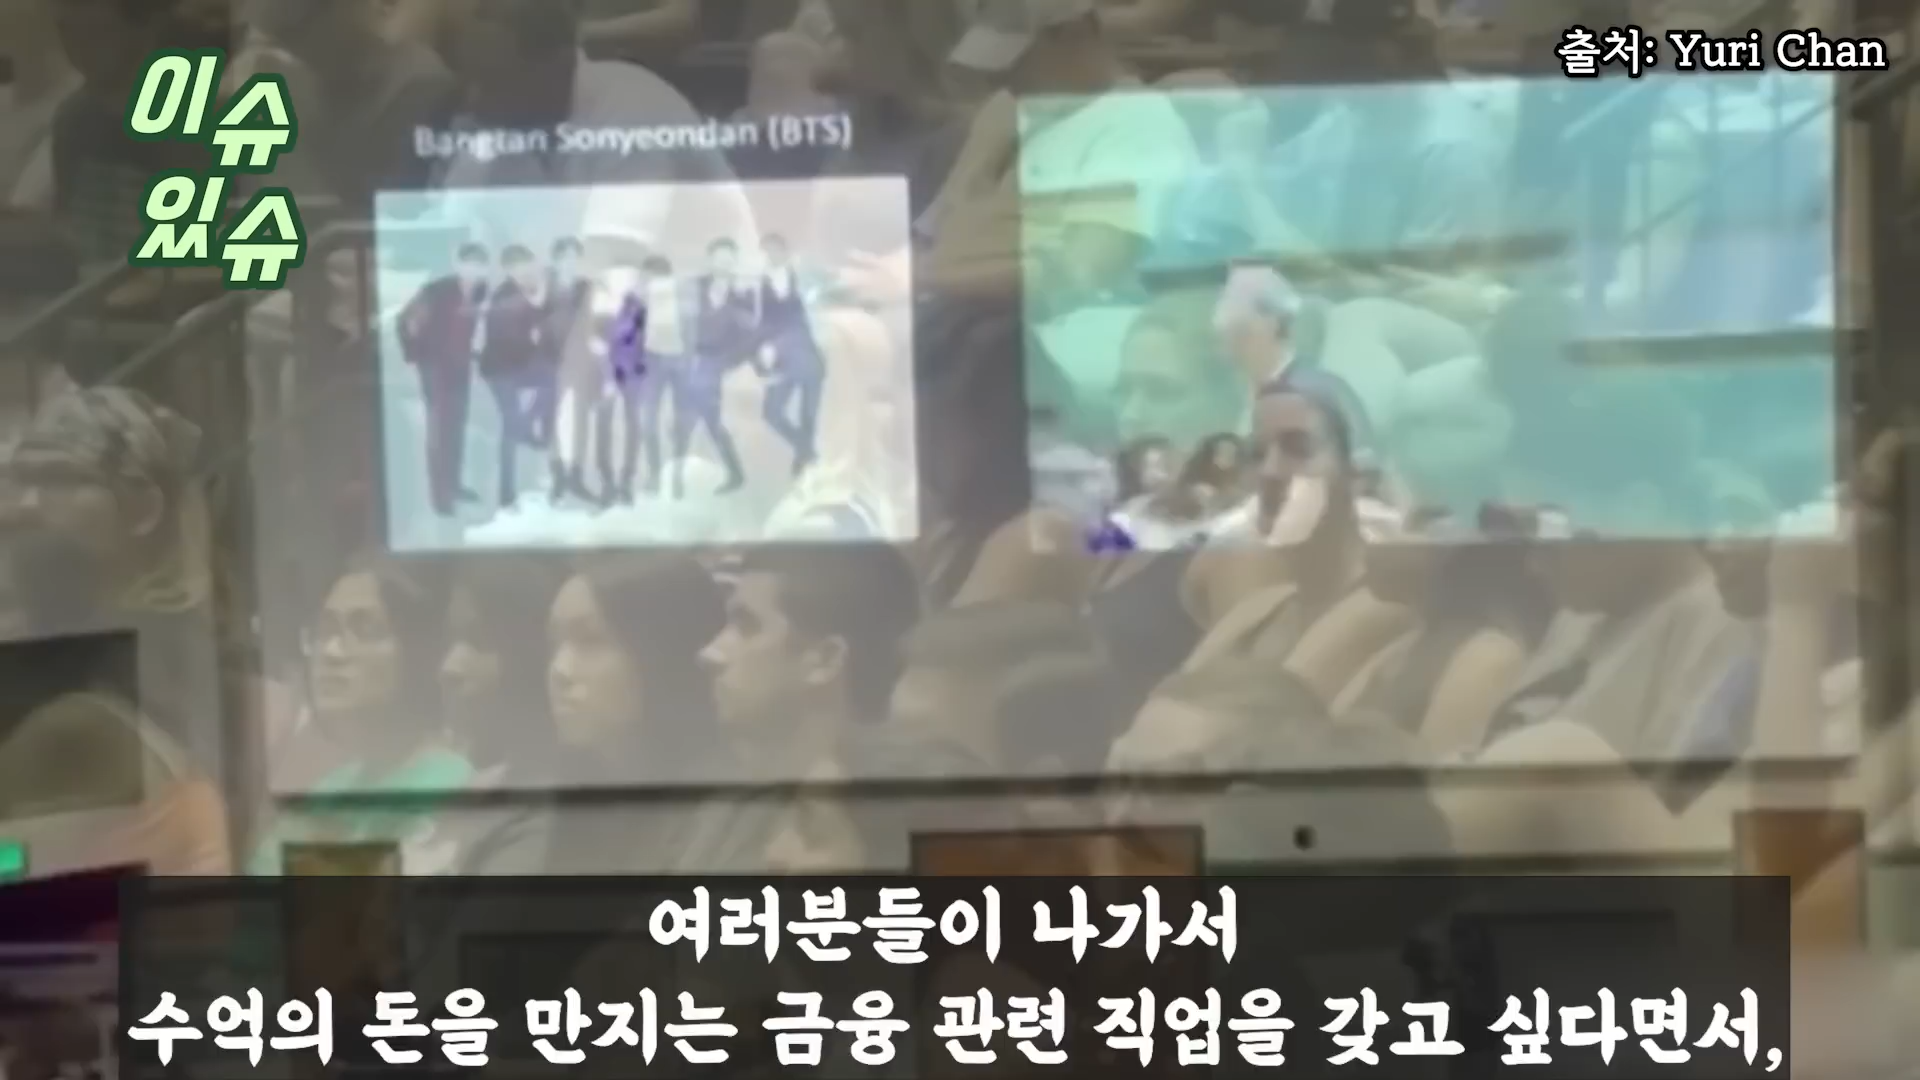 출처: Yuri Chan
이슈
있슈
Bangtan Sonyeondan (BTS)
여러분들이 나가서
수억의 돈을 만지는 금융 관련 직업을 갖고 싶다면서,